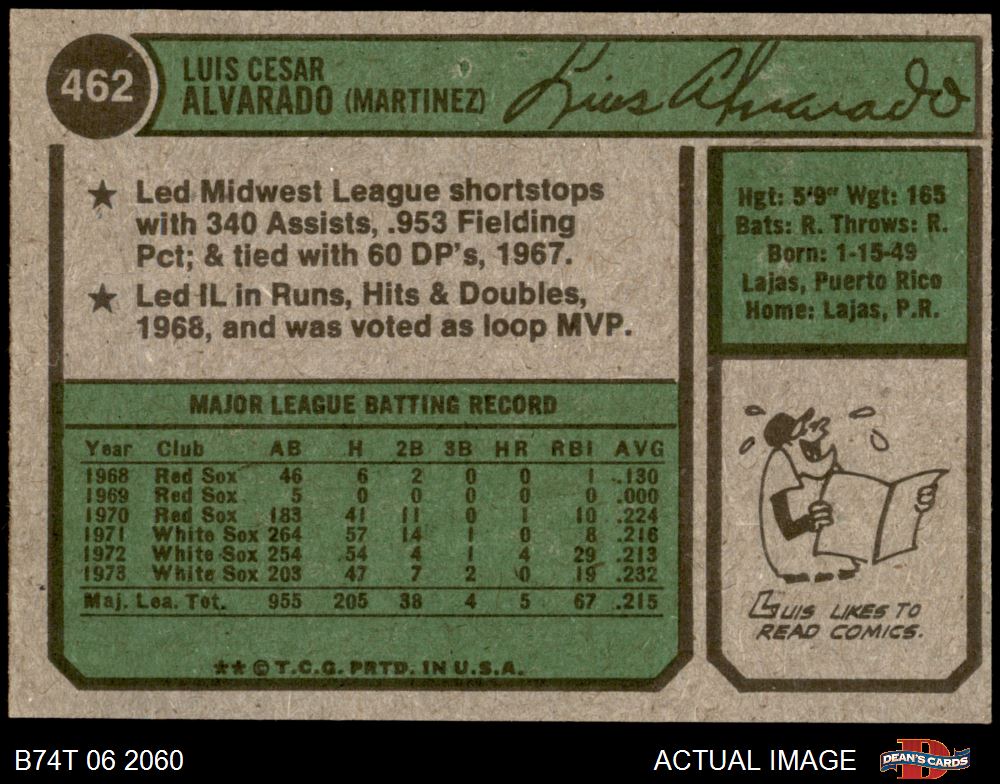 462
LUIS CESAR
ALVARADO (MARTINEZ)
Luis Alvarado
★ Led Midwest League shortstops
with 340 Assists, .953 Fielding
Pct; & tied with 60 DP's, 1967.
★ Led IL in Runs, Hits & Doubles,
1968, and was voted as loop MVP.
Hgt: 5'9" Wgt: 165
Bats: R. Throws: R.
Born: 1-15-49
Lajas, Puerto Rico
Home: Lajas, P.R.
MAJOR LEAGUE BATTING RECORD
Year Club AB H 2B 3B HR RBI AVG
1968 Red Sox 46 6 2 0 0 1 .130
1969 Red Sox 5 0 0 0 0 0 .000
1970 Red Sox 183 41 11 0 1 10 .224
1971 White Sox 264 57 14 1 0 8 .216
1972 White Sox 254 54 4 1 4 29 .213
1973 White Sox 203 47 7 2 0 19 .232
Maj. Lea. Tot. 955 205 38 4 5 67 .215
** © T.C.G. PRTD. IN U.S.A.
LUIS LIKES TO
READ COMICS.
B74T 06 2060
ACTUAL IMAGE
D
DEAN'S CARDS